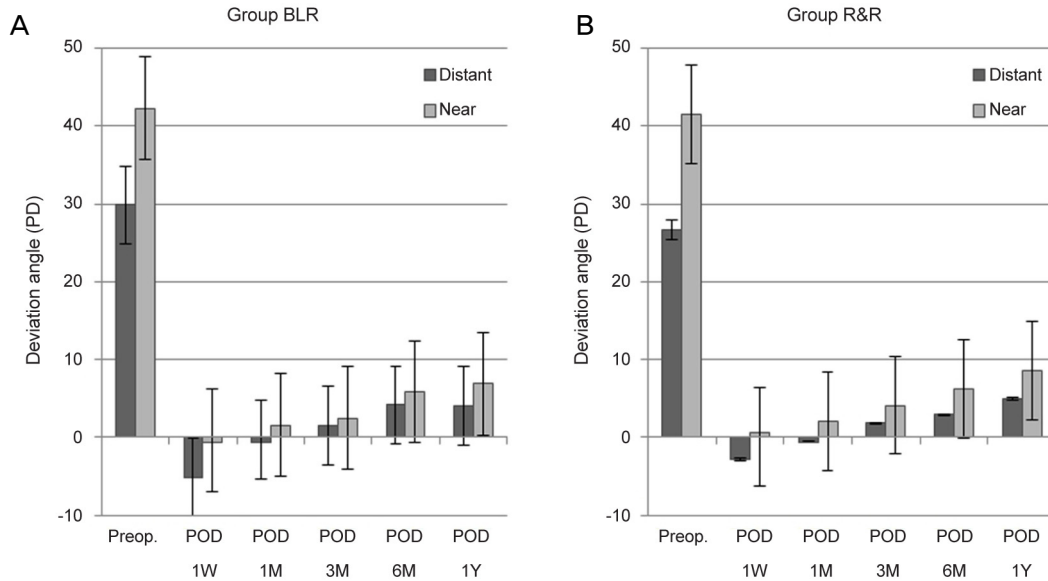 A
Group BLR
Deviation angle (PD)
50
40
30
20
10
0
-10
Distant
Near
Preop. POD POD POD POD POD
1W 1M 3M 6M 1Y
B
Group R&R
Deviation angle (PD)
50
40
30
20
10
0
-10
Distant
Near
Preop. POD POD POD POD POD
1W 1M 3M 6M 1Y